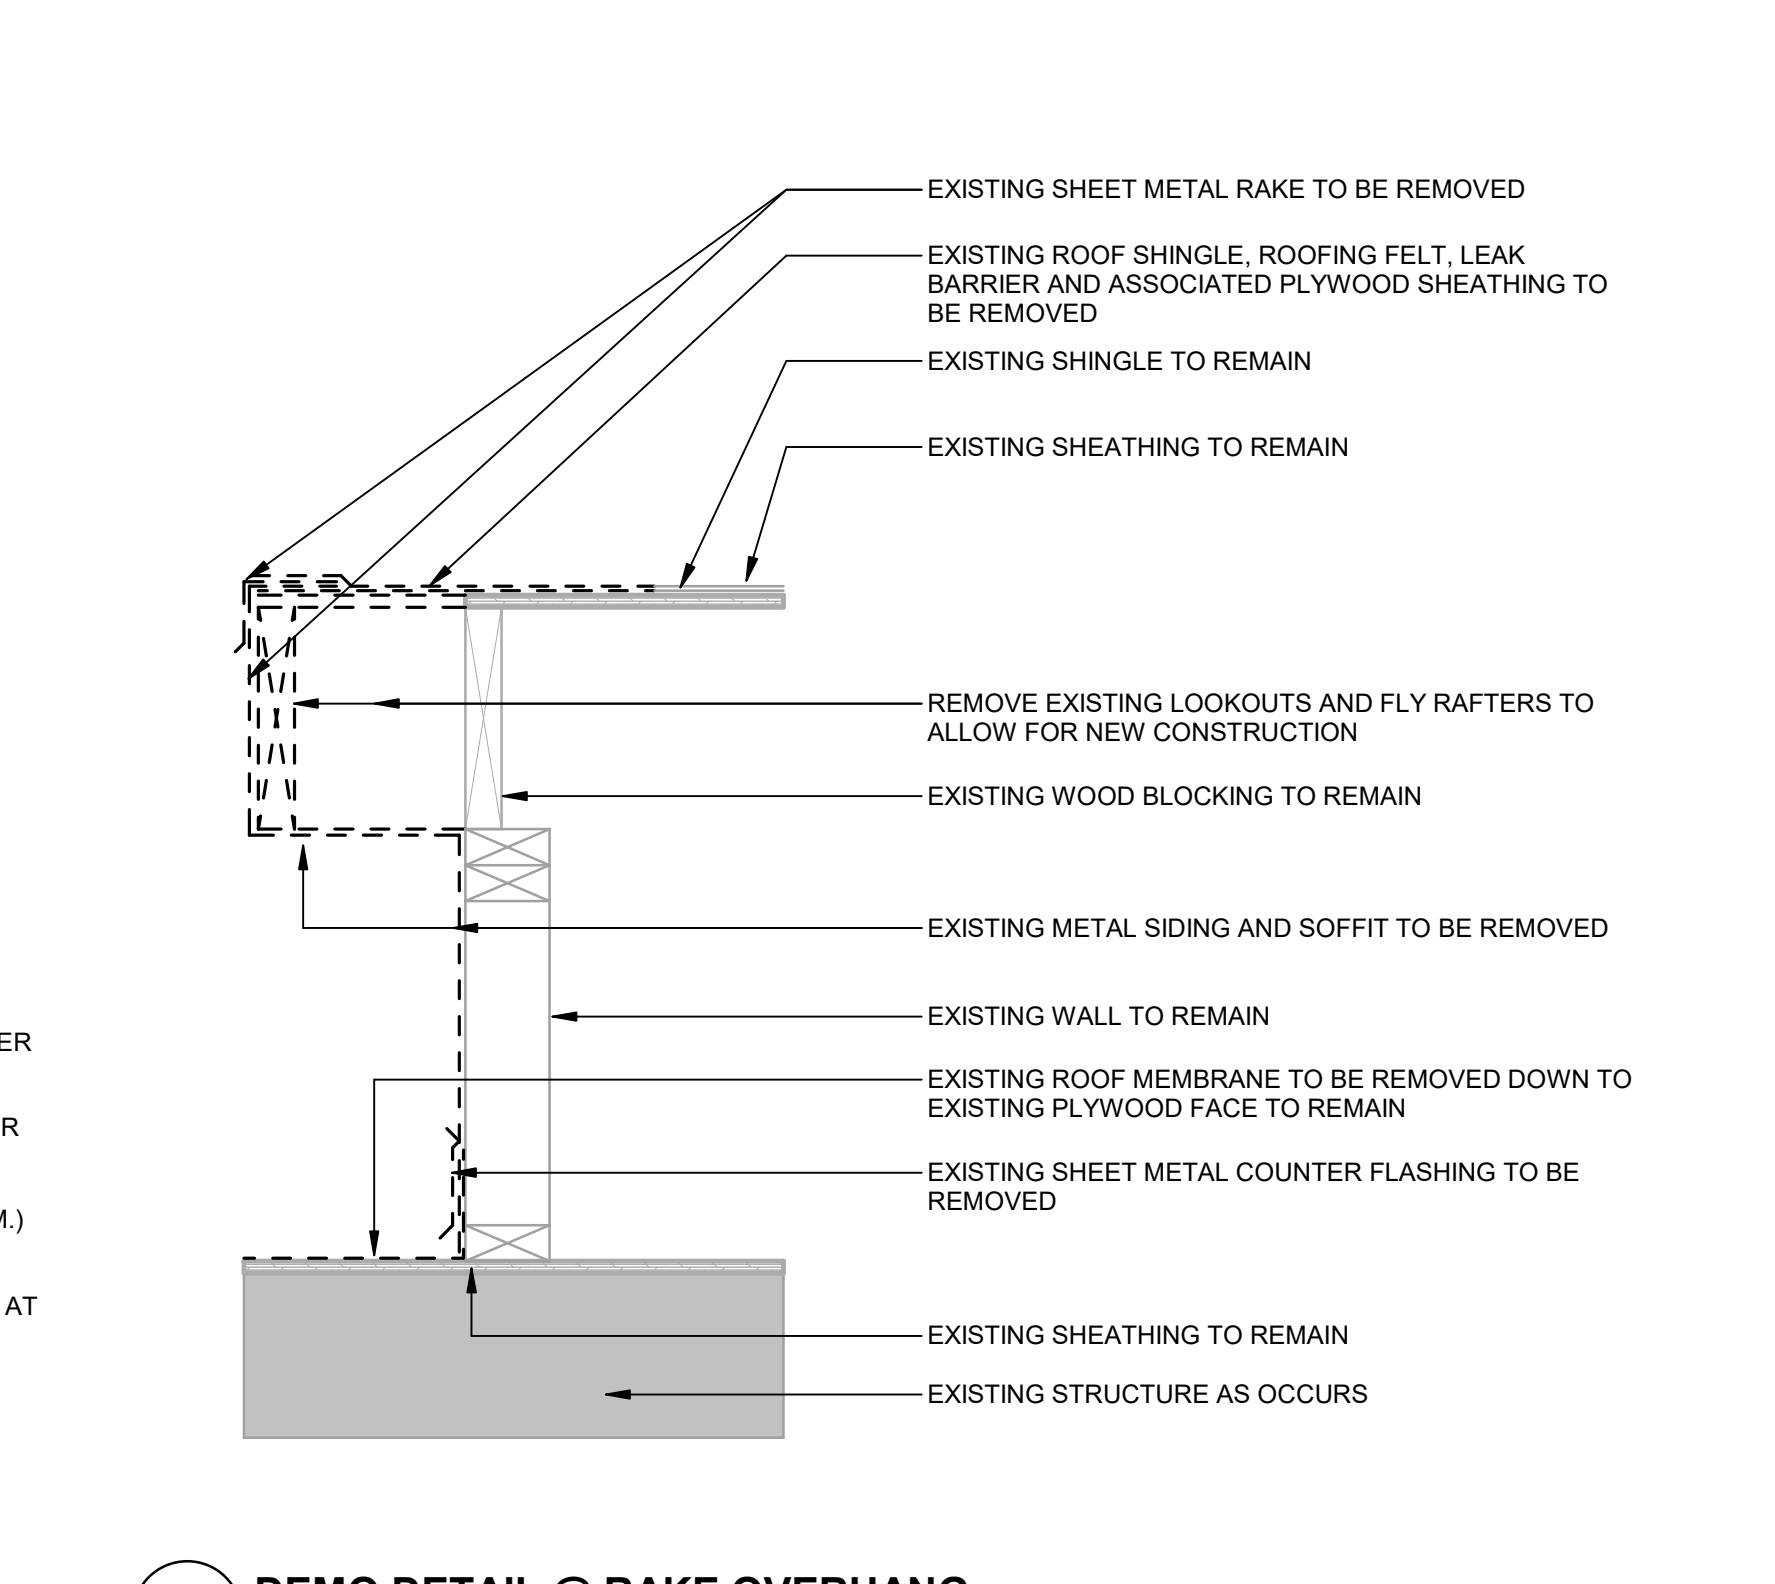 EXISTING SHEET METAL RAKE TO BE REMOVED
EXISTING ROOF SHINGLE, ROOFING FELT, LEAK
BARRIER AND ASSOCIATED PLYWOOD SHEATHING TO
BE REMOVED
EXISTING SHINGLE TO REMAIN
EXISTING SHEATHING TO REMAIN
REMOVE EXISTING LOOKOUTS AND FLY RAFTERS TO
ALLOW FOR NEW CONSTRUCTION
EXISTING WOOD BLOCKING TO REMAIN
EXISTING METAL SIDING AND SOFFIT TO BE REMOVED
EXISTING WALL TO REMAIN
ER
EXISTING ROOF MEMBRANE TO BE REMOVED DOWN TO
EXISTING PLYWOOD FACE TO REMAIN
R
EXISTING SHEET METAL COUNTER FLASHING TO BE
REMOVED
M.)
AT
EXISTING SHEATHING TO REMAIN
EXISTING STRUCTURE AS OCCURS
DEMO DETAIL @ RAKE OVERHANG